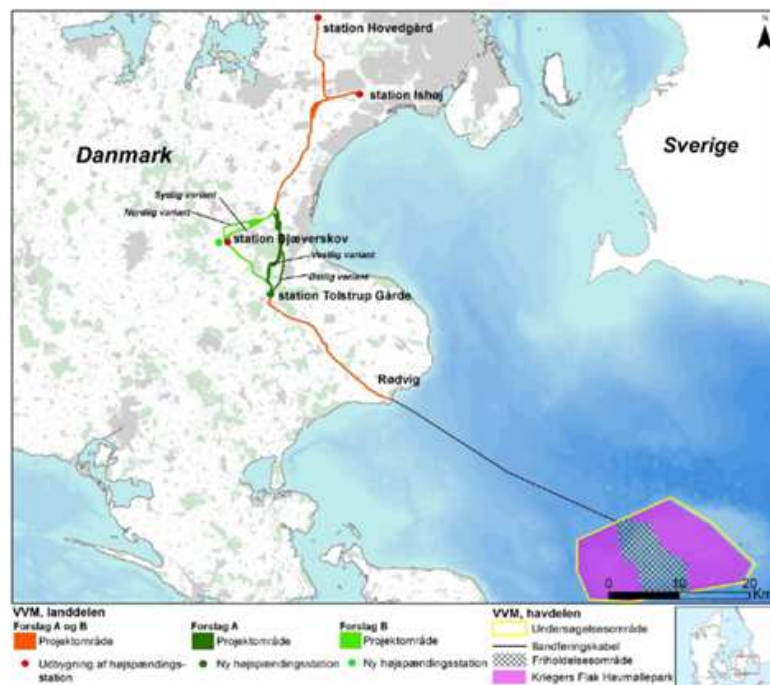 N
station Hovedgård
station Ishøj
Danmark
Sverige
Sydlig variant
Nordlig variant
station Bjæverskov
Vestlig variant
Østlig variant
station Tolstrup Gårde
Rødvig
0 5 10 20
Km
VVM, landdelen
Forslag A og B
Projektområde
Udbygning af højspændings-
station
Forslag A
Projektområde
Ny højspændingsstation
Forslag B
Projektområde
Ny højspændingsstation
VVM, havdelen
Undersøgelsesområde
Ilandføringskabel
Friholdelsesområde
Kriegers Flak Havmøllepark